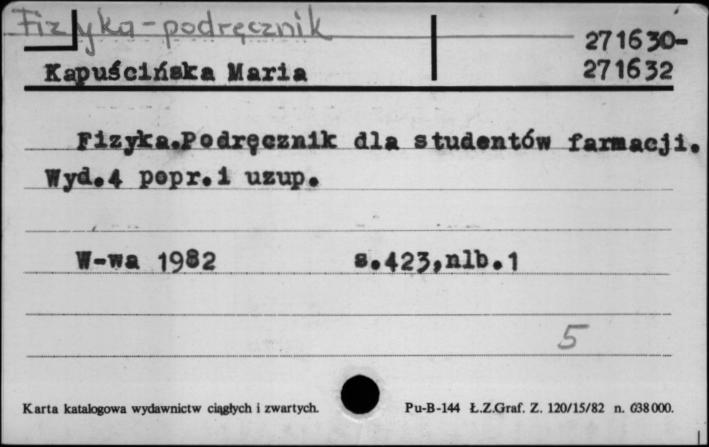 Fizyka-podręcznik
271630-
Kapuścińska Maria 271632
Fizyka.Podręcznik dla studentów farmacji.
Wyd.4 popr.i uzup.
W-wa 1982 s.423,nlb.1
5
Karta katalogowa wydawnictw ciągłych i zwartych. Pu-B-144 Ł.Z.Graf. Z. 120/15/82 n. 638000.